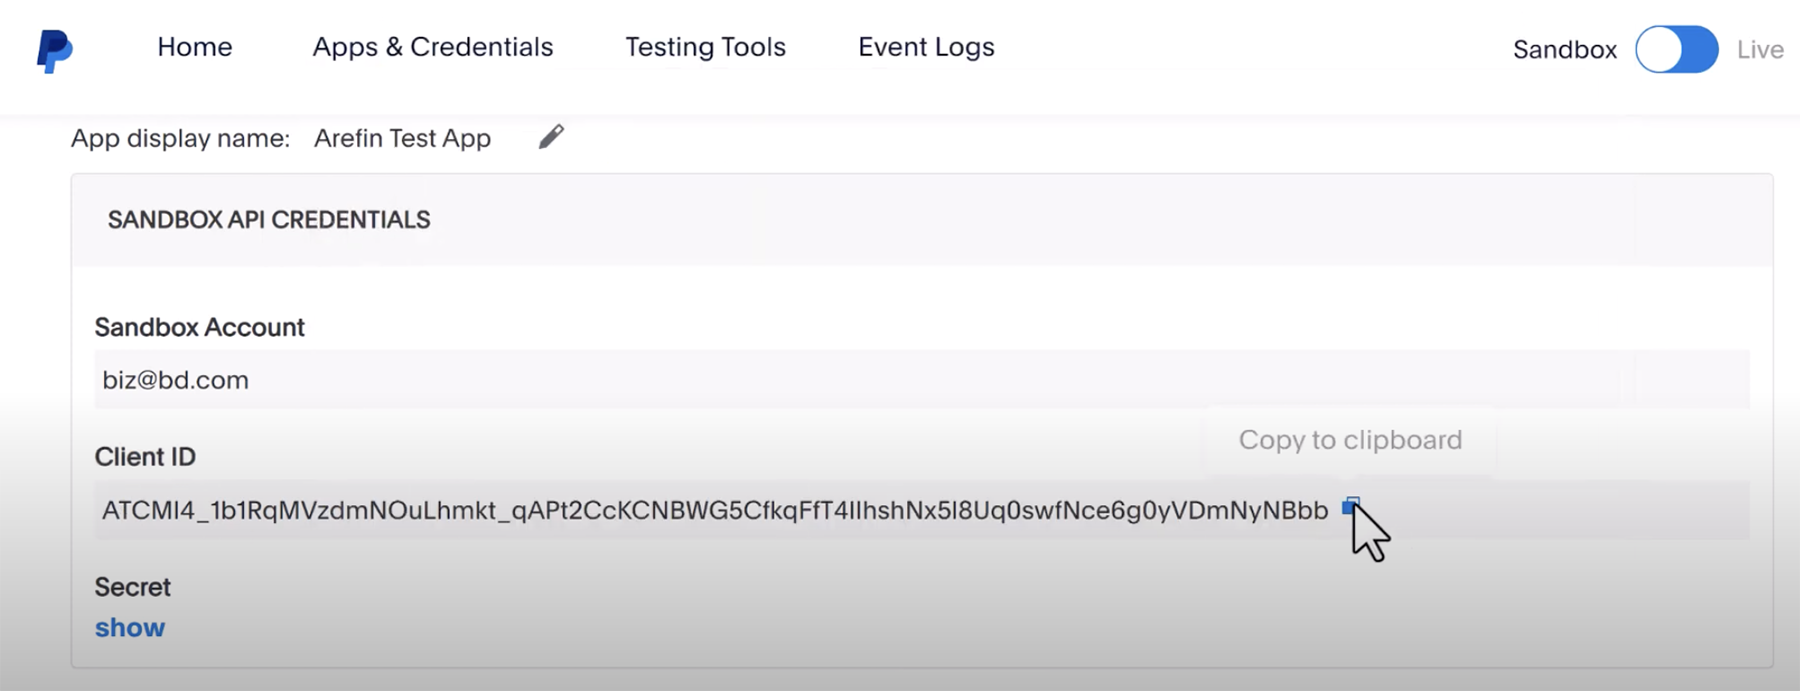 Home Apps & Credentials Testing Tools Event Logs Sandbox Live
App display name: Arefin Test App
SANDBOX API CREDENTIALS
Sandbox Account
biz@bd.com
Copy to clipboard
Client ID
ATCMI4_1b1RqMVzdmNOuLhmkt_qAPt2CcKCNBWG5CfkqFfT4IIhshNx5I8Uq0swfNce6g0yVDmNyNBbb
Secret
show